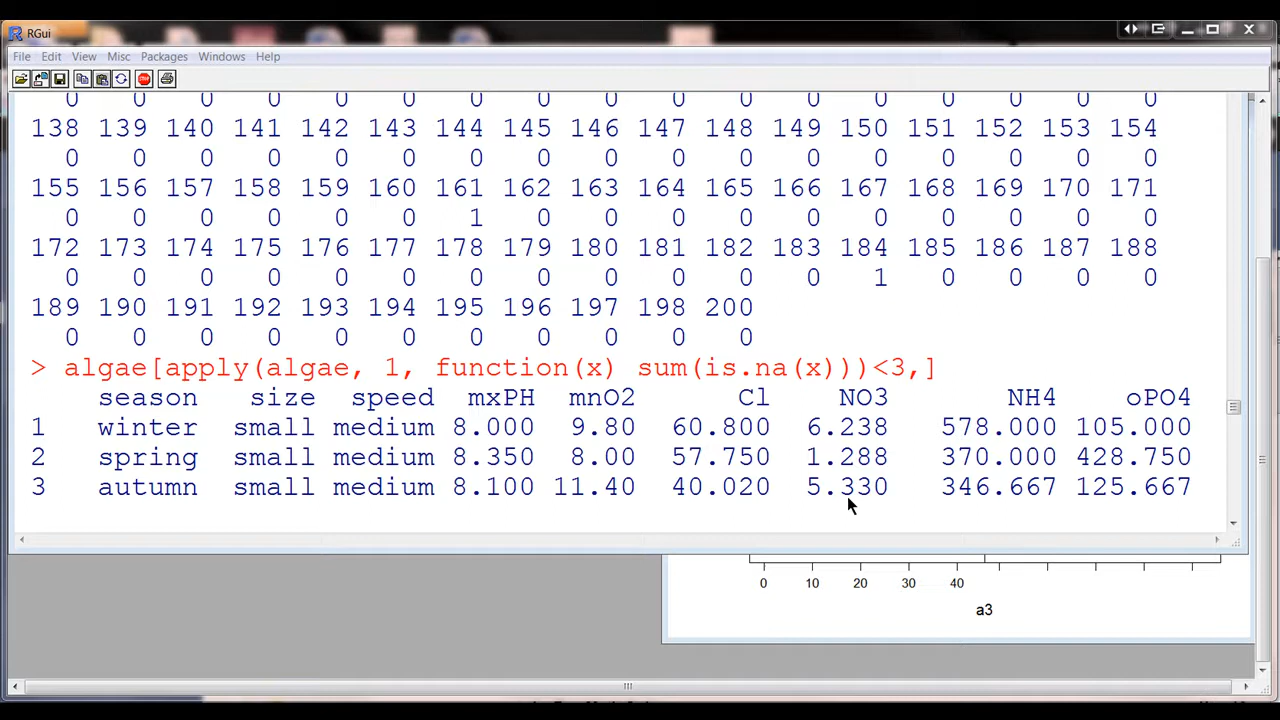 RGui
File Edit View Misc Packages Windows Help
0 0 0 0 0 0 0 0 0 0 0 0 0 0 0 0 0
138 139 140 141 142 143 144 145 146 147 148 149 150 151 152 153 154
0 0 0 0 0 0 0 0 0 0 0 0 0 0 0 0 0
155 156 157 158 159 160 161 162 163 164 165 166 167 168 169 170 171
0 0 0 0 0 0 1 0 0 0 0 0 0 0 0 0 0
172 173 174 175 176 177 178 179 180 181 182 183 184 185 186 187 188
0 0 0 0 0 0 0 0 0 0 0 0 1 0 0 0 0
189 190 191 192 193 194 195 196 197 198 200
0 0 0 0 0 0 0 0 0 0 0
> algae[apply(algae, 1, function(x) sum(is.na(x)))<3,]
season size speed mxPH mnO2 Cl NO3 NH4 oPO4
1 winter small medium 8.000 9.80 60.800 6.238 578.000 105.000
2 spring small medium 8.350 8.00 57.750 1.288 370.000 428.750
3 autumn small medium 8.100 11.40 40.020 5.330 346.667 125.667
0 10 20 30 40
a3